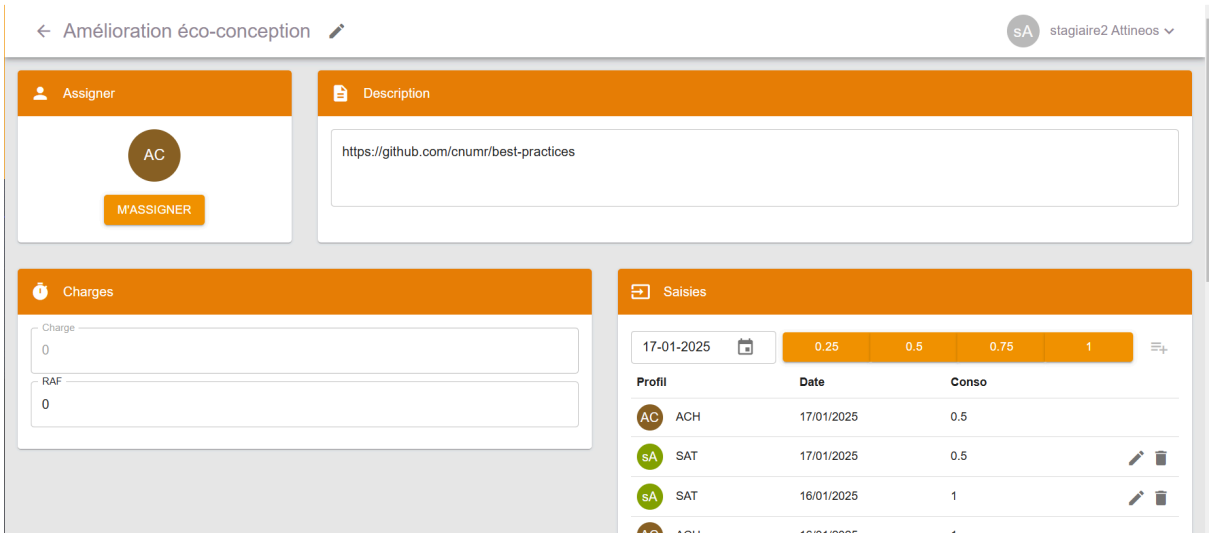 Amélioration éco-conception
sA stagiaire2 Attineos
Assigner
AC
M'ASSIGNER
Description
https://github.com/cnumr/best-practices
Charges
Charge
0
RAF
0
Saisies
17-01-2025 0.25 0.5 0.75 1
Profil Date Conso
AC ACH 17/01/2025 0.5
sA SAT 17/01/2025 0.5
sA SAT 16/01/2025 1